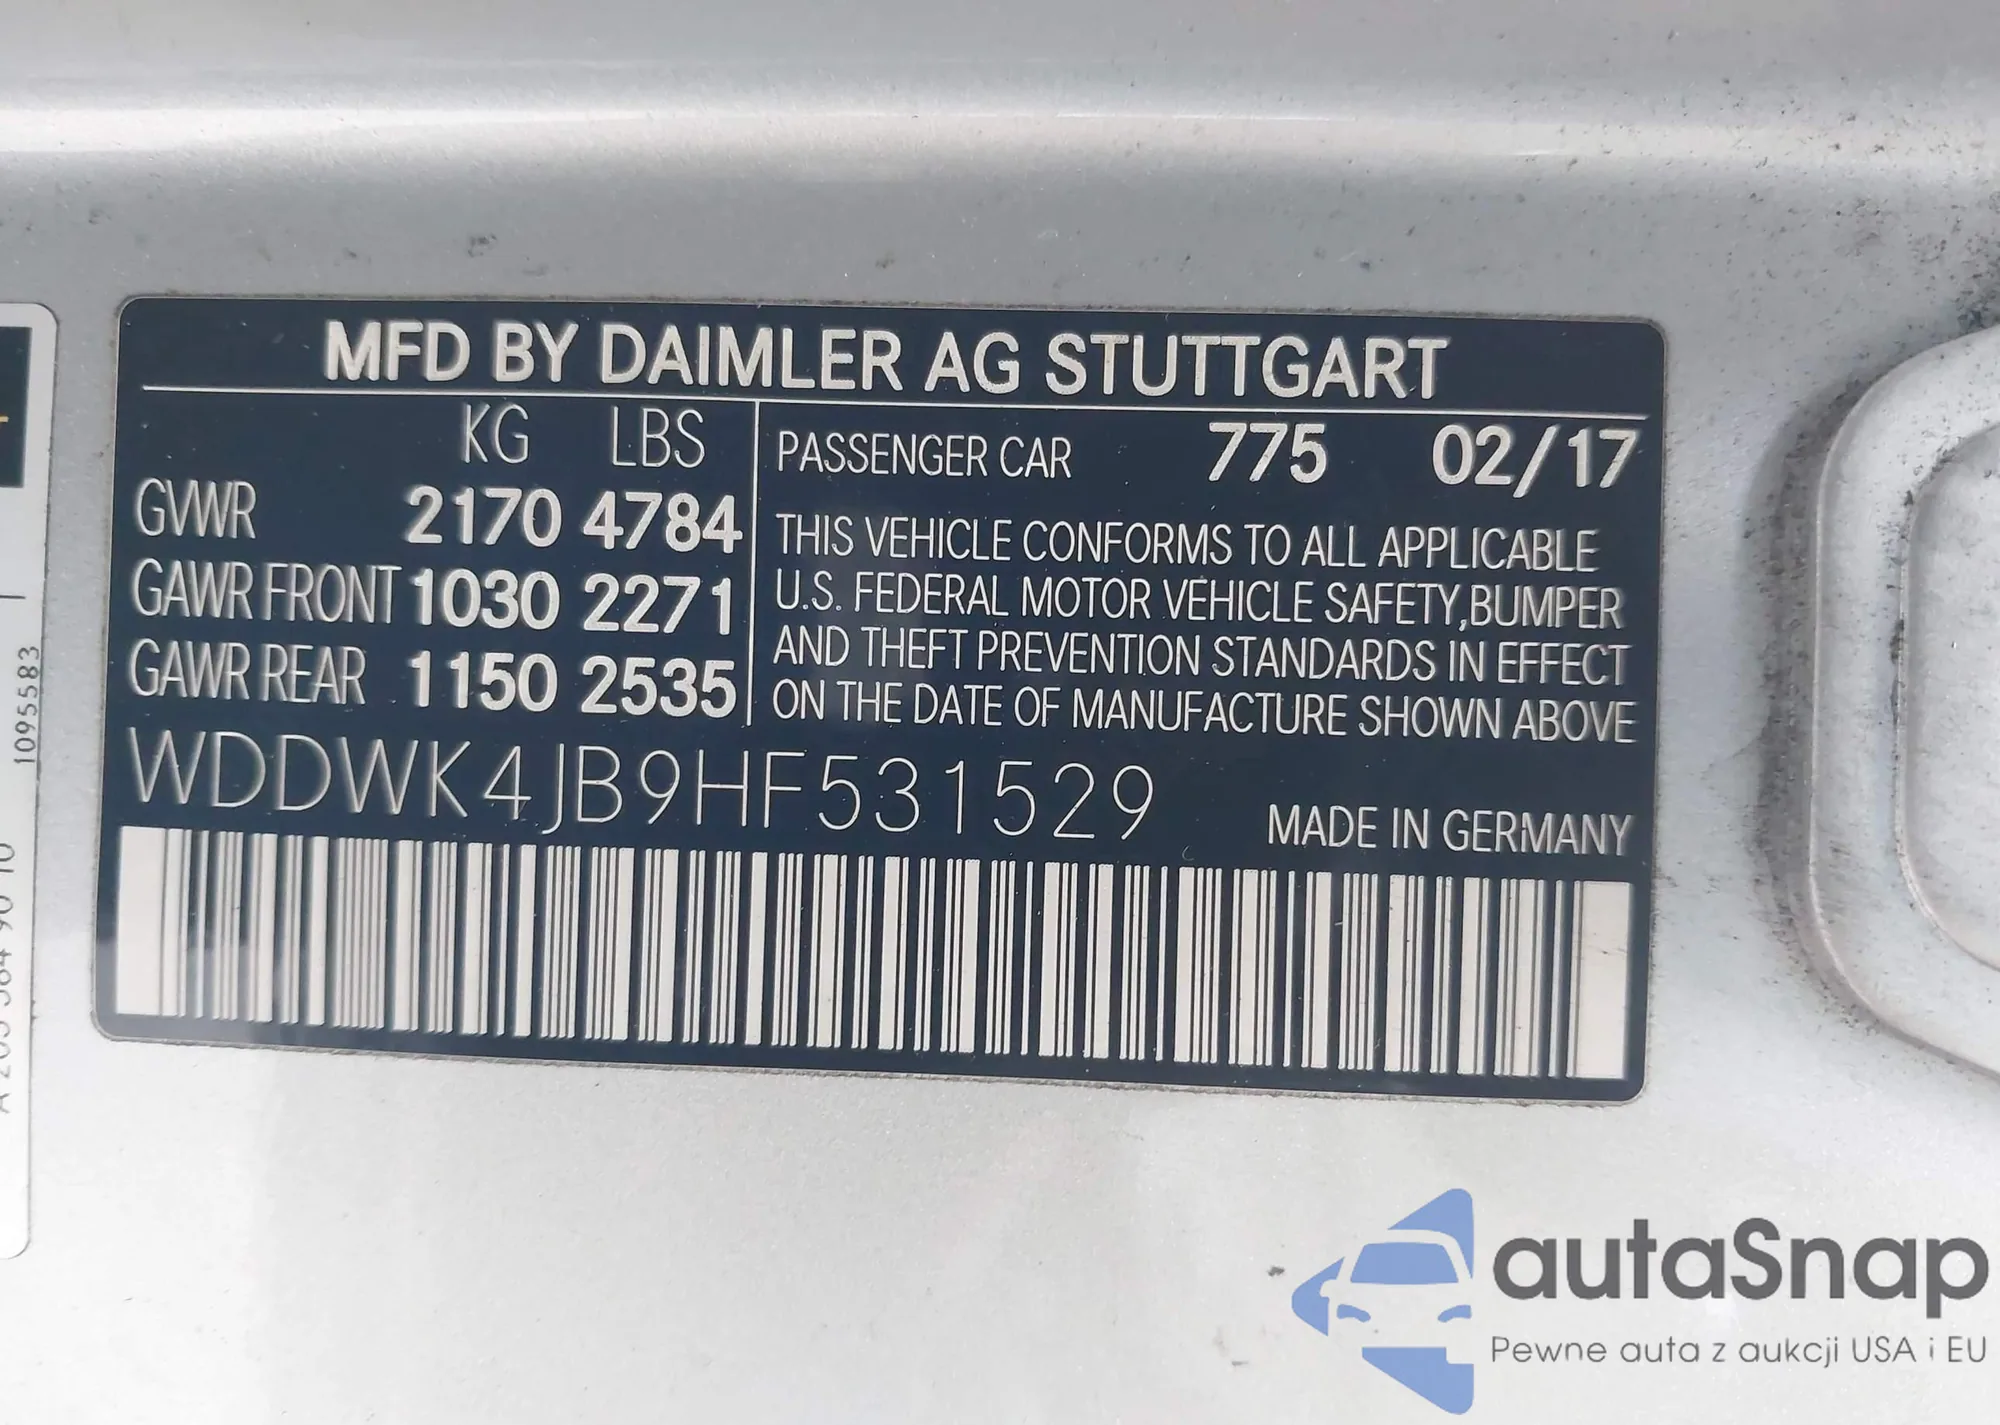 MFD BY DAIMLER AG STUTTGART
KG LBS
GVWR 2170 4784
GAWR FRONT 1030 2271
GAWR REAR 1150 2535
PASSENGER CAR 775 02/17
THIS VEHICLE CONFORMS TO ALL APPLICABLE
U.S. FEDERAL MOTOR VEHICLE SAFETY, BUMPER
AND THEFT PREVENTION STANDARDS IN EFFECT
ON THE DATE OF MANUFACTURE SHOWN ABOVE
WDDWK4JB9HF531529
MADE IN GERMANY
1095583
autaSnap
Pewne auta z aukcji USA i EU